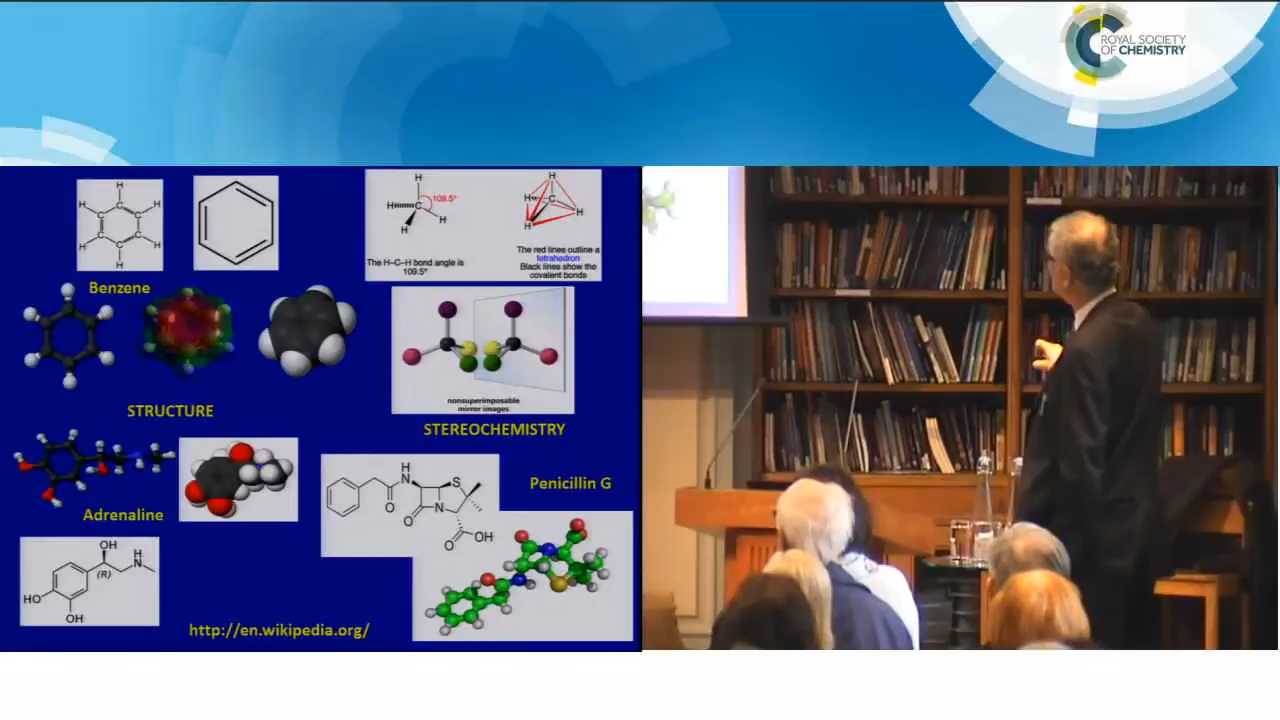 ROYAL SOCIETY
OF CHEMISTRY
H
H
H
C
C
C
C
C
C
H
H
H
Benzene
H
109.5°
H
C
H
H
The H–C–H bond angle is
109.5°
H
H
C
H
H
The red lines outline a
tetrahedron
Black lines show the
covalent bonds
nonsuperimposable
mirror images
STRUCTURE
STEREOCHEMISTRY
Adrenaline
H
N
S
O
O
N
O
OH
Penicillin G
OH
H
N
(R)
HO
OH
http://en.wikipedia.org/